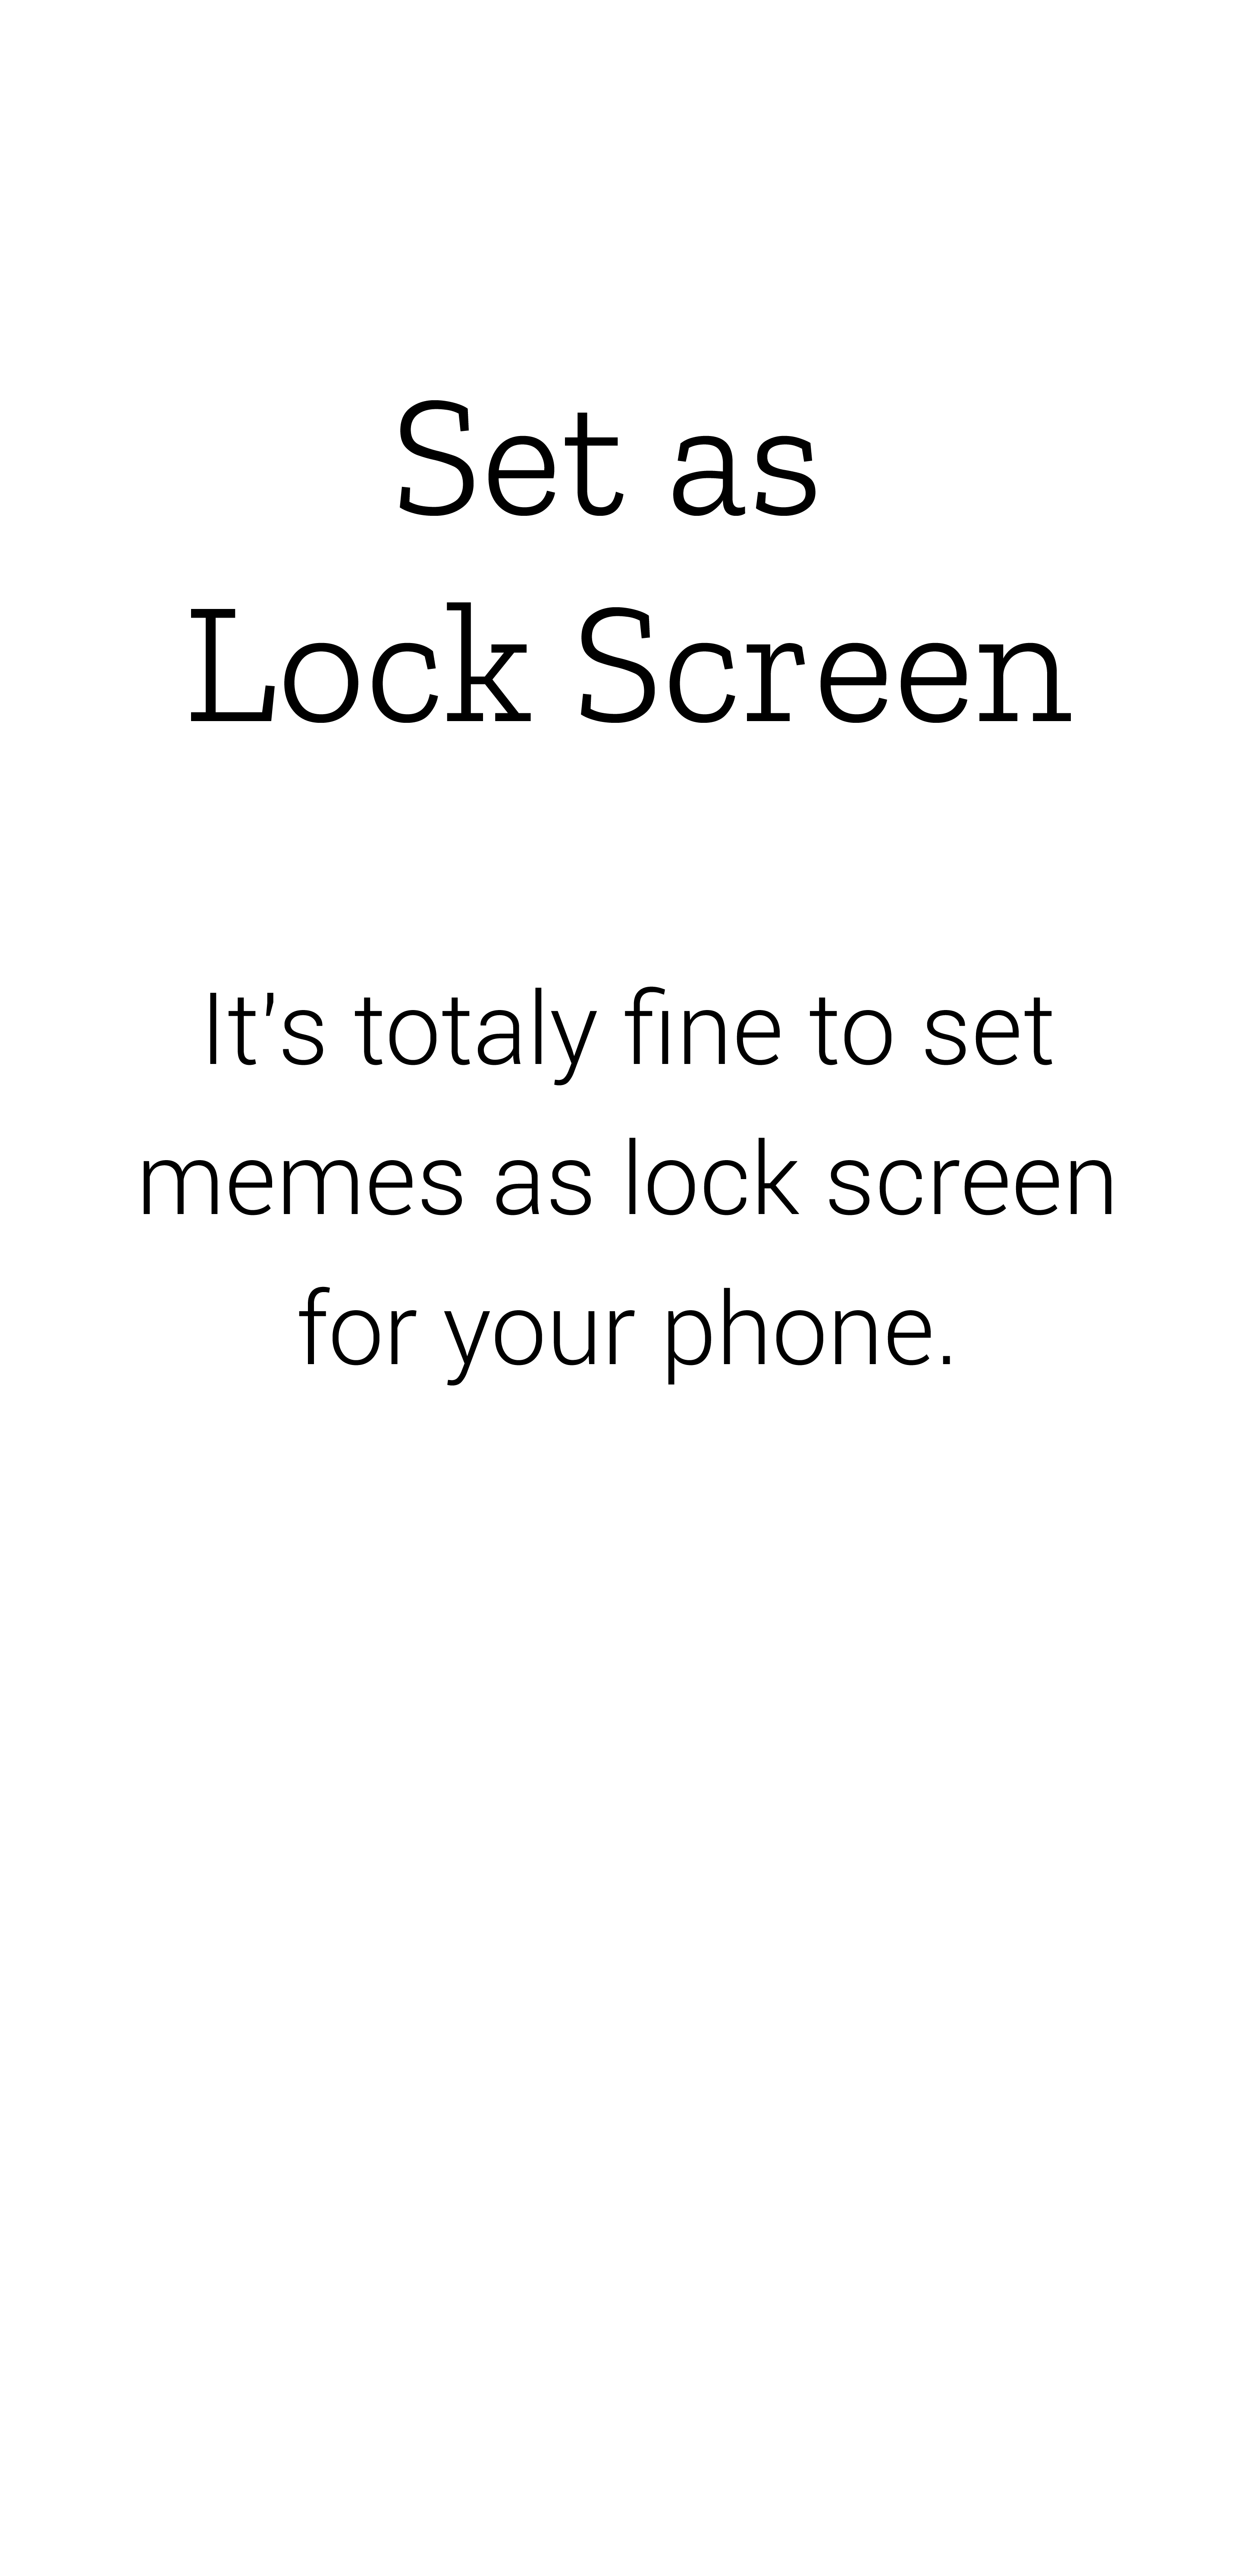 Set as
Lock Screen
It's totaly fine to set
memes as lock screen
for your phone.